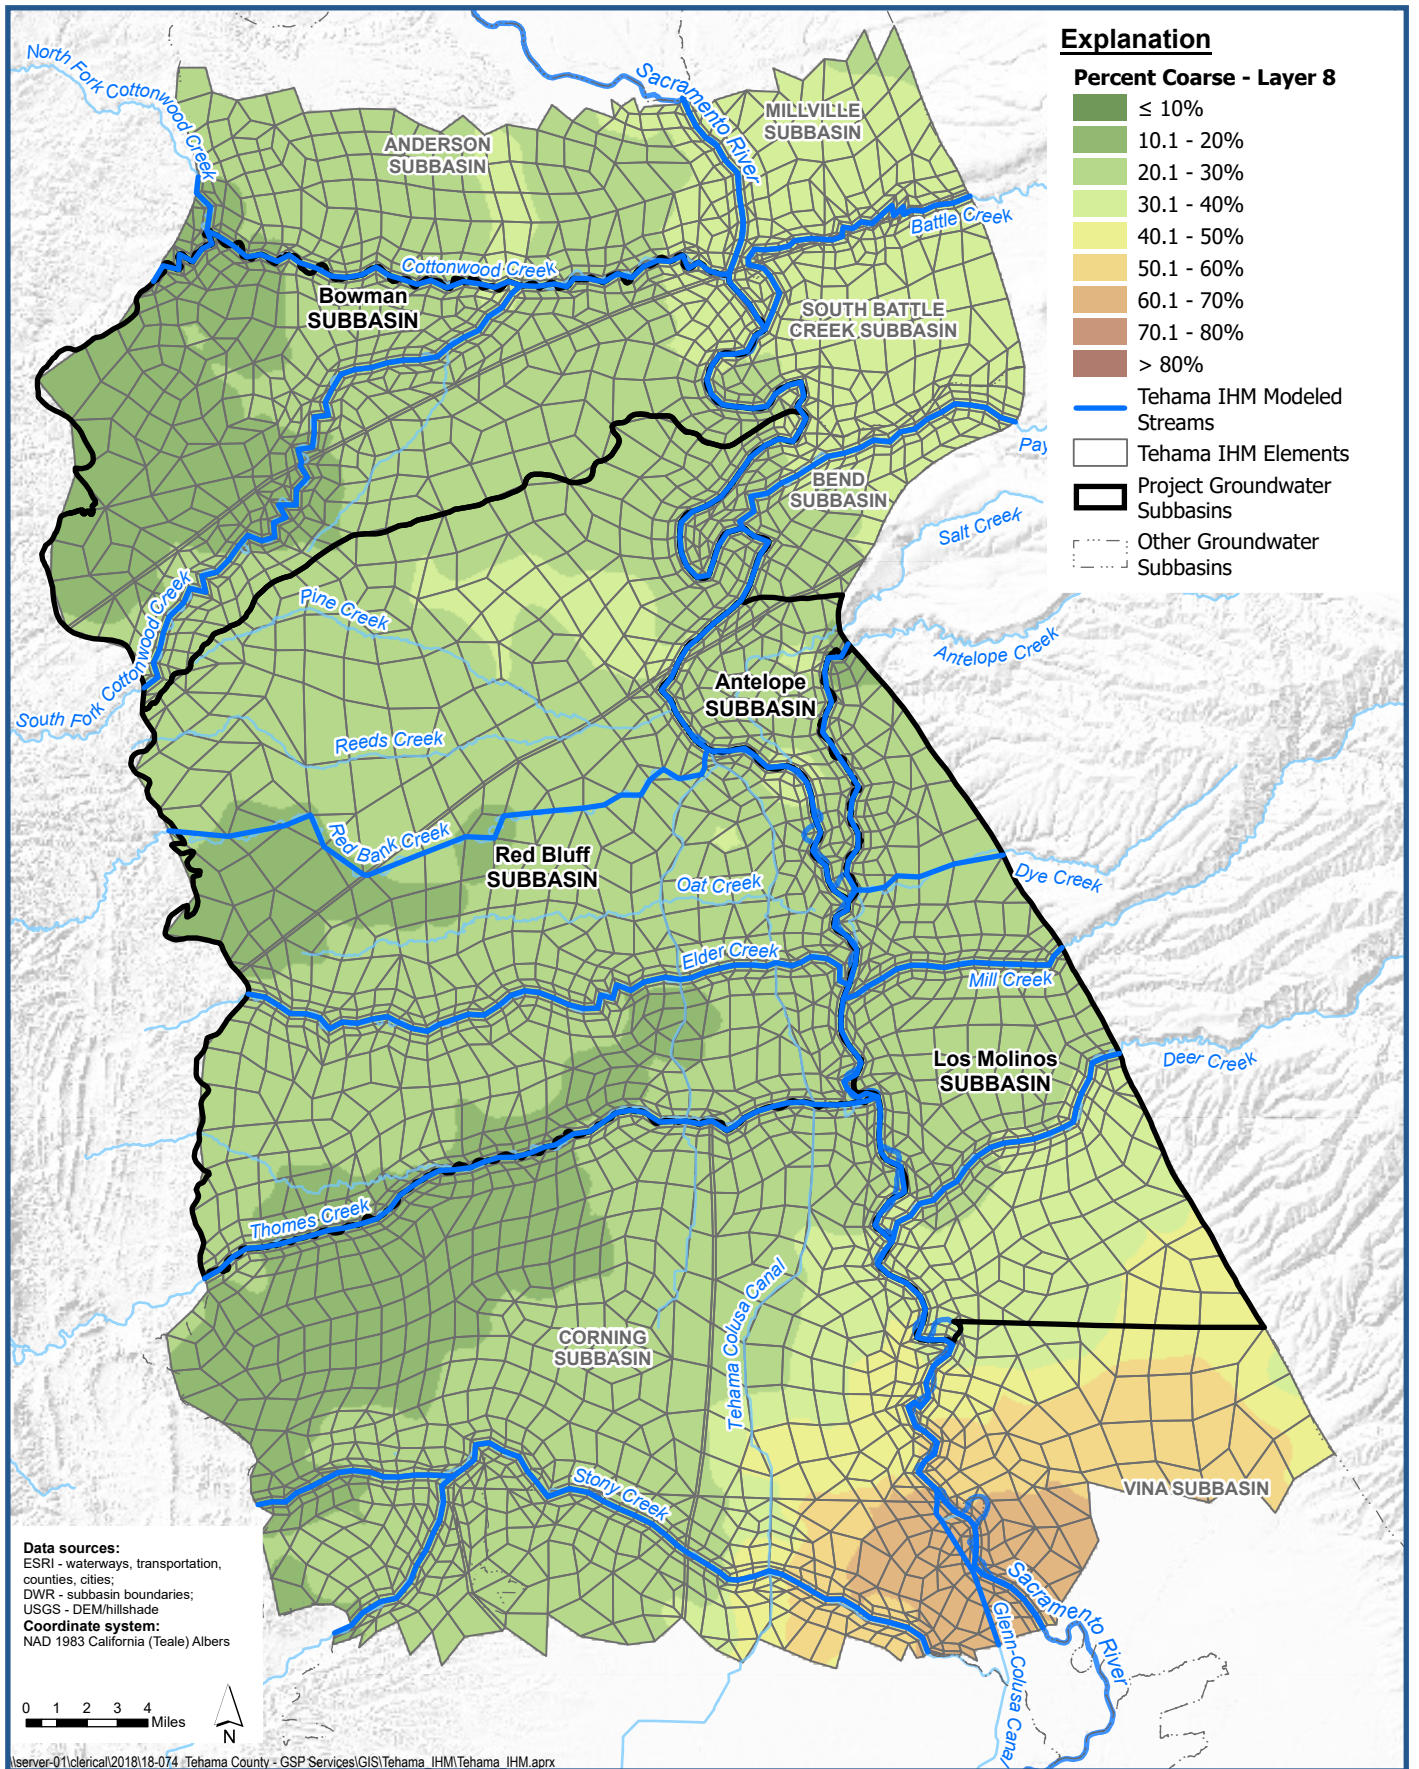 Explanation
Percent Coarse - Layer 8
≤ 10%
10.1 - 20%
20.1 - 30%
30.1 - 40%
40.1 - 50%
50.1 - 60%
60.1 - 70%
70.1 - 80%
> 80%
Tehama IHM Modeled
Streams
Tehama IHM Elements
Project Groundwater
Subbasins
Other Groundwater
Subbasins
North Fork Cottonwood Creek
Sacramento River
MILLVILLE
SUBBASIN
ANDERSON
SUBBASIN
Battle Creek
Cottonwood Creek
Bowman
SUBBASIN
SOUTH BATTLE
CREEK SUBBASIN
Pay
BEND
SUBBASIN
Salt Creek
Pine Creek
Antelope Creek
South Fork Cottonwood Creek
Antelope
SUBBASIN
Reeds Creek
Red Bank Creek
Red Bluff
SUBBASIN
Oat Creek
Dye Creek
Elder Creek
Mill Creek
Los Molinos
SUBBASIN
Deer Creek
Thomes Creek
Tehama Colusa Canal
CORNING
SUBBASIN
Stony Creek
VINA SUBBASIN
Sacramento River
Glenn-Colusa Canal
Data sources:
ESRI - waterways, transportation,
counties, cities;
DWR - subbasin boundaries;
USGS - DEM/hillshade
Coordinate system:
NAD 1983 California (Teale) Albers
0 1 2 3 4
Miles
N
\\server-01\clerical\2018\18-074_Tehama County - GSP Services\GIS\Tehama_IHM\Tehama_IHM.aprx